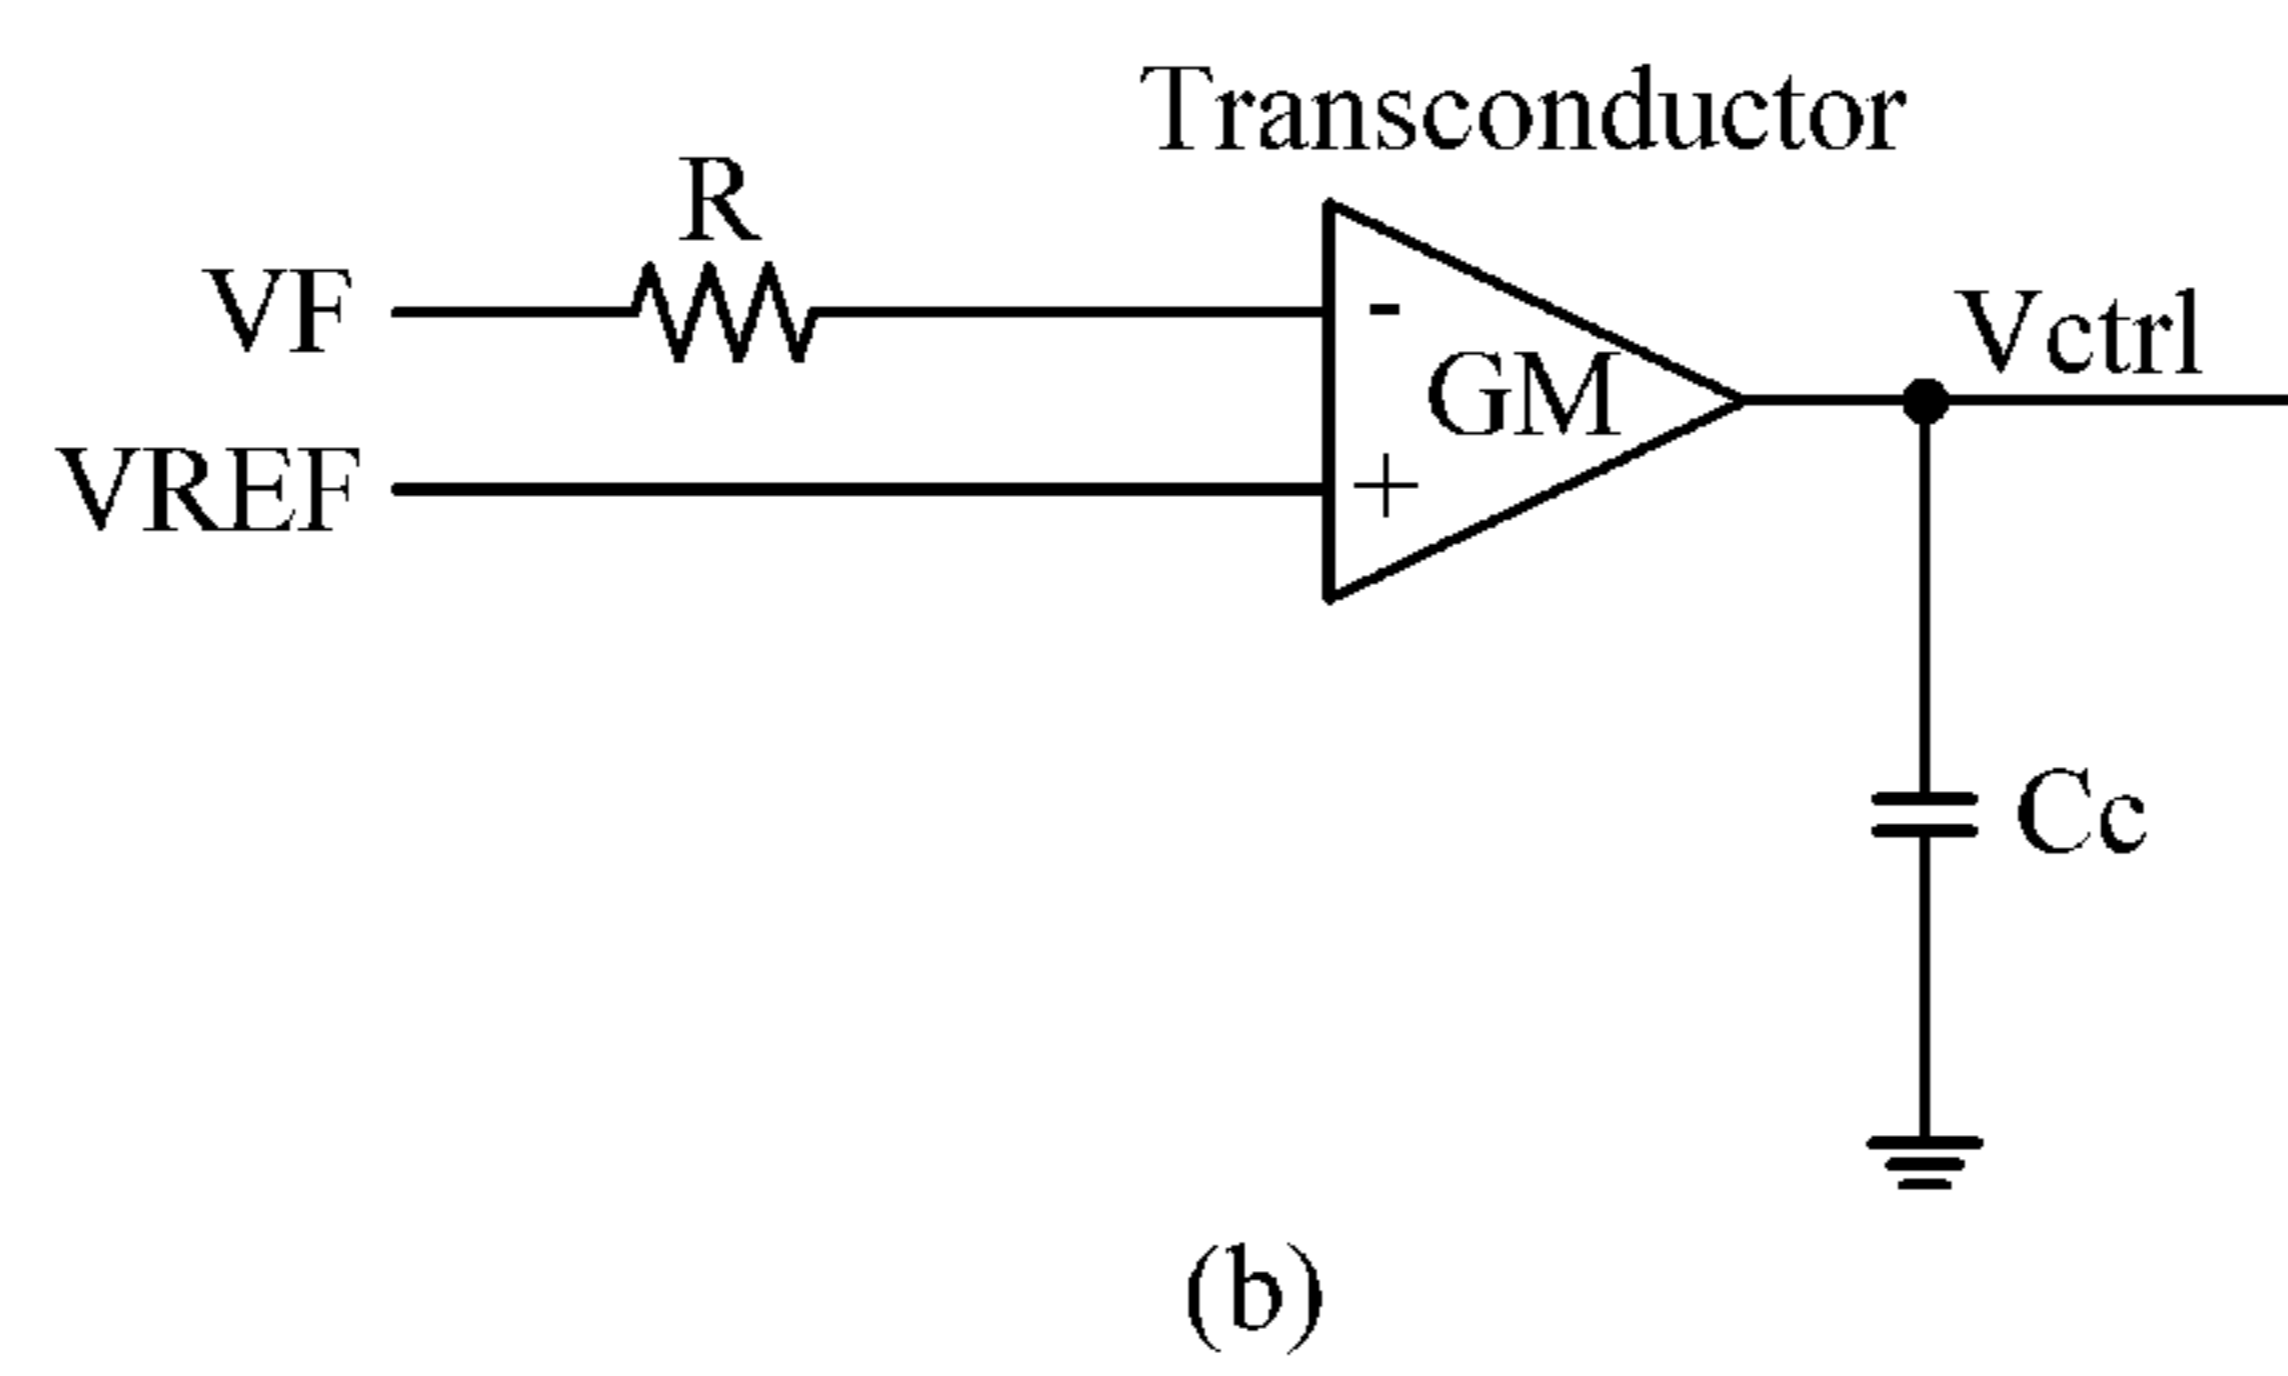 Transconductor
R
VF
-
GM
Vctrl
VREF
+
Cc
(b)